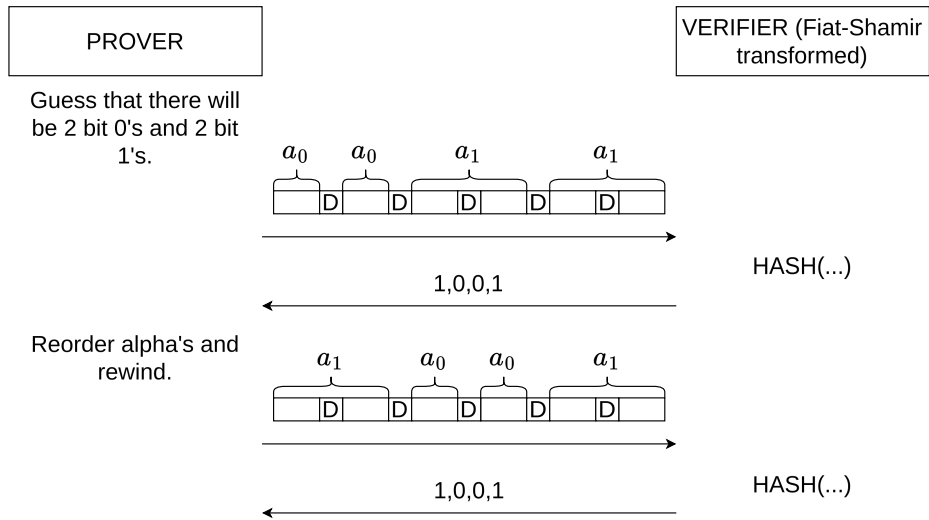 PROVER
VERIFIER (Fiat-Shamir
transformed)
Guess that there will
be 2 bit 0's and 2 bit
1's.
a₀ a₀ a₁ a₁
D D D D D
HASH(...)
1,0,0,1
Reorder alpha's and
rewind.
a₁ a₀ a₀ a₁
D D D D D
1,0,0,1
HASH(...)